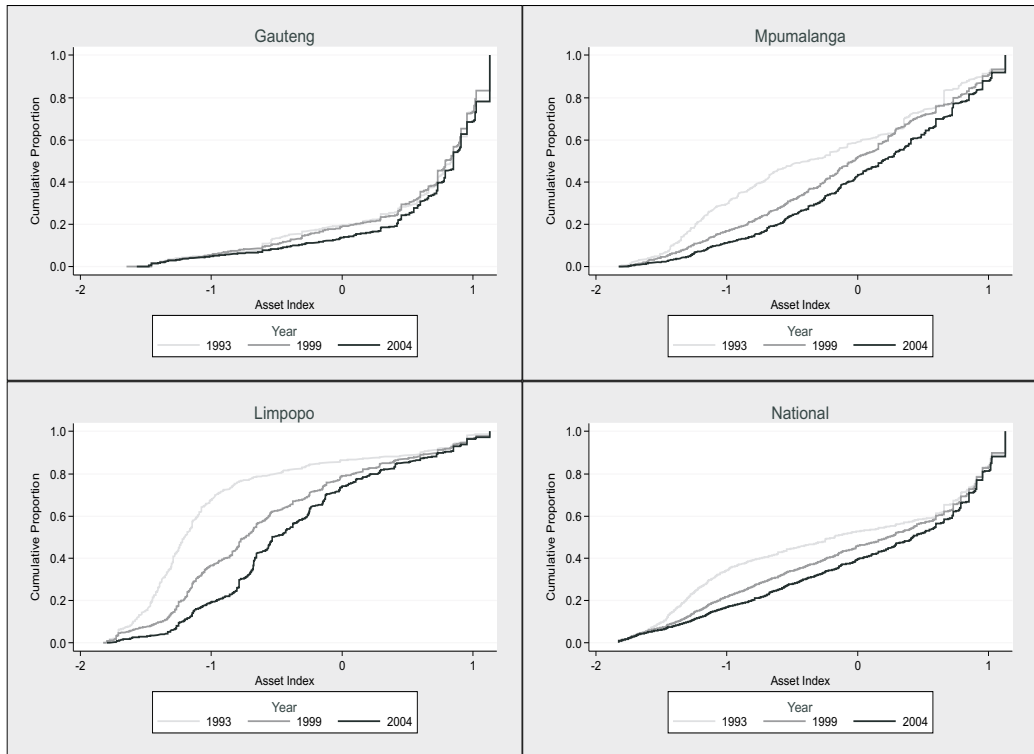 Gauteng
Cumulative Proportion
1.0
0.8
0.6
0.4
0.2
0.0
-2 -1 0 1
Asset Index
Year
1993 1999 2004
Mpumalanga
Cumulative Proportion
1.0
0.8
0.6
0.4
0.2
0.0
-2 -1 0 1
Asset Index
Year
1993 1999 2004
Limpopo
Cumulative Proportion
1.0
0.8
0.6
0.4
0.2
0.0
-2 -1 0 1
Asset Index
Year
1993 1999 2004
National
Cumulative Proportion
1.0
0.8
0.6
0.4
0.2
0.0
-2 -1 0 1
Asset Index
Year
1993 1999 2004